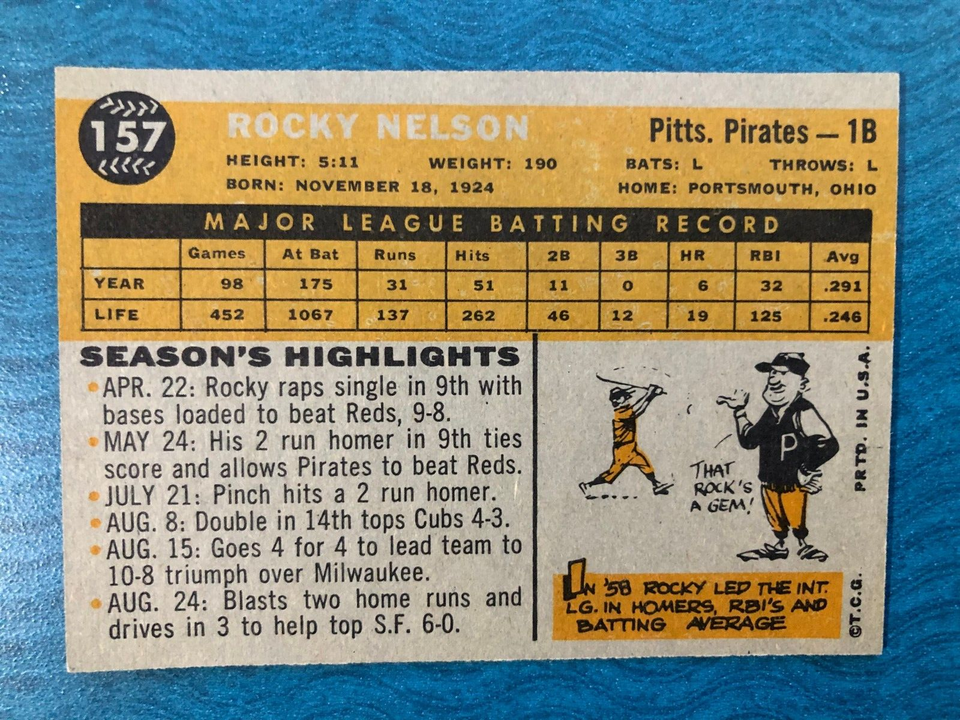 157
ROCKY NELSON
Pitts. Pirates — 1B
HEIGHT: 5:11 WEIGHT: 190 BATS: L THROWS: L
BORN: NOVEMBER 18, 1924 HOME: PORTSMOUTH, OHIO
MAJOR LEAGUE BATTING RECORD
Games At Bat Runs Hits 2B 3B HR RBI Avg
YEAR 98 175 31 51 11 0 6 32 .291
LIFE 452 1067 137 262 46 12 19 125 .246
SEASON'S HIGHLIGHTS
• APR. 22: Rocky raps single in 9th with
bases loaded to beat Reds, 9-8.
• MAY 24: His 2 run homer in 9th ties
score and allows Pirates to beat Reds.
• JULY 21: Pinch hits a 2 run homer.
• AUG. 8: Double in 14th tops Cubs 4-3.
• AUG. 15: Goes 4 for 4 to lead team to
10-8 triumph over Milwaukee.
• AUG. 24: Blasts two home runs and
drives in 3 to help top S.F. 6-0.
P
THAT
ROCK'S
A GEM!
IN '58 ROCKY LED THE INT.
LG. IN HOMERS, RBI'S AND
BATTING AVERAGE
©T.C.G. PRTD. IN U.S.A.